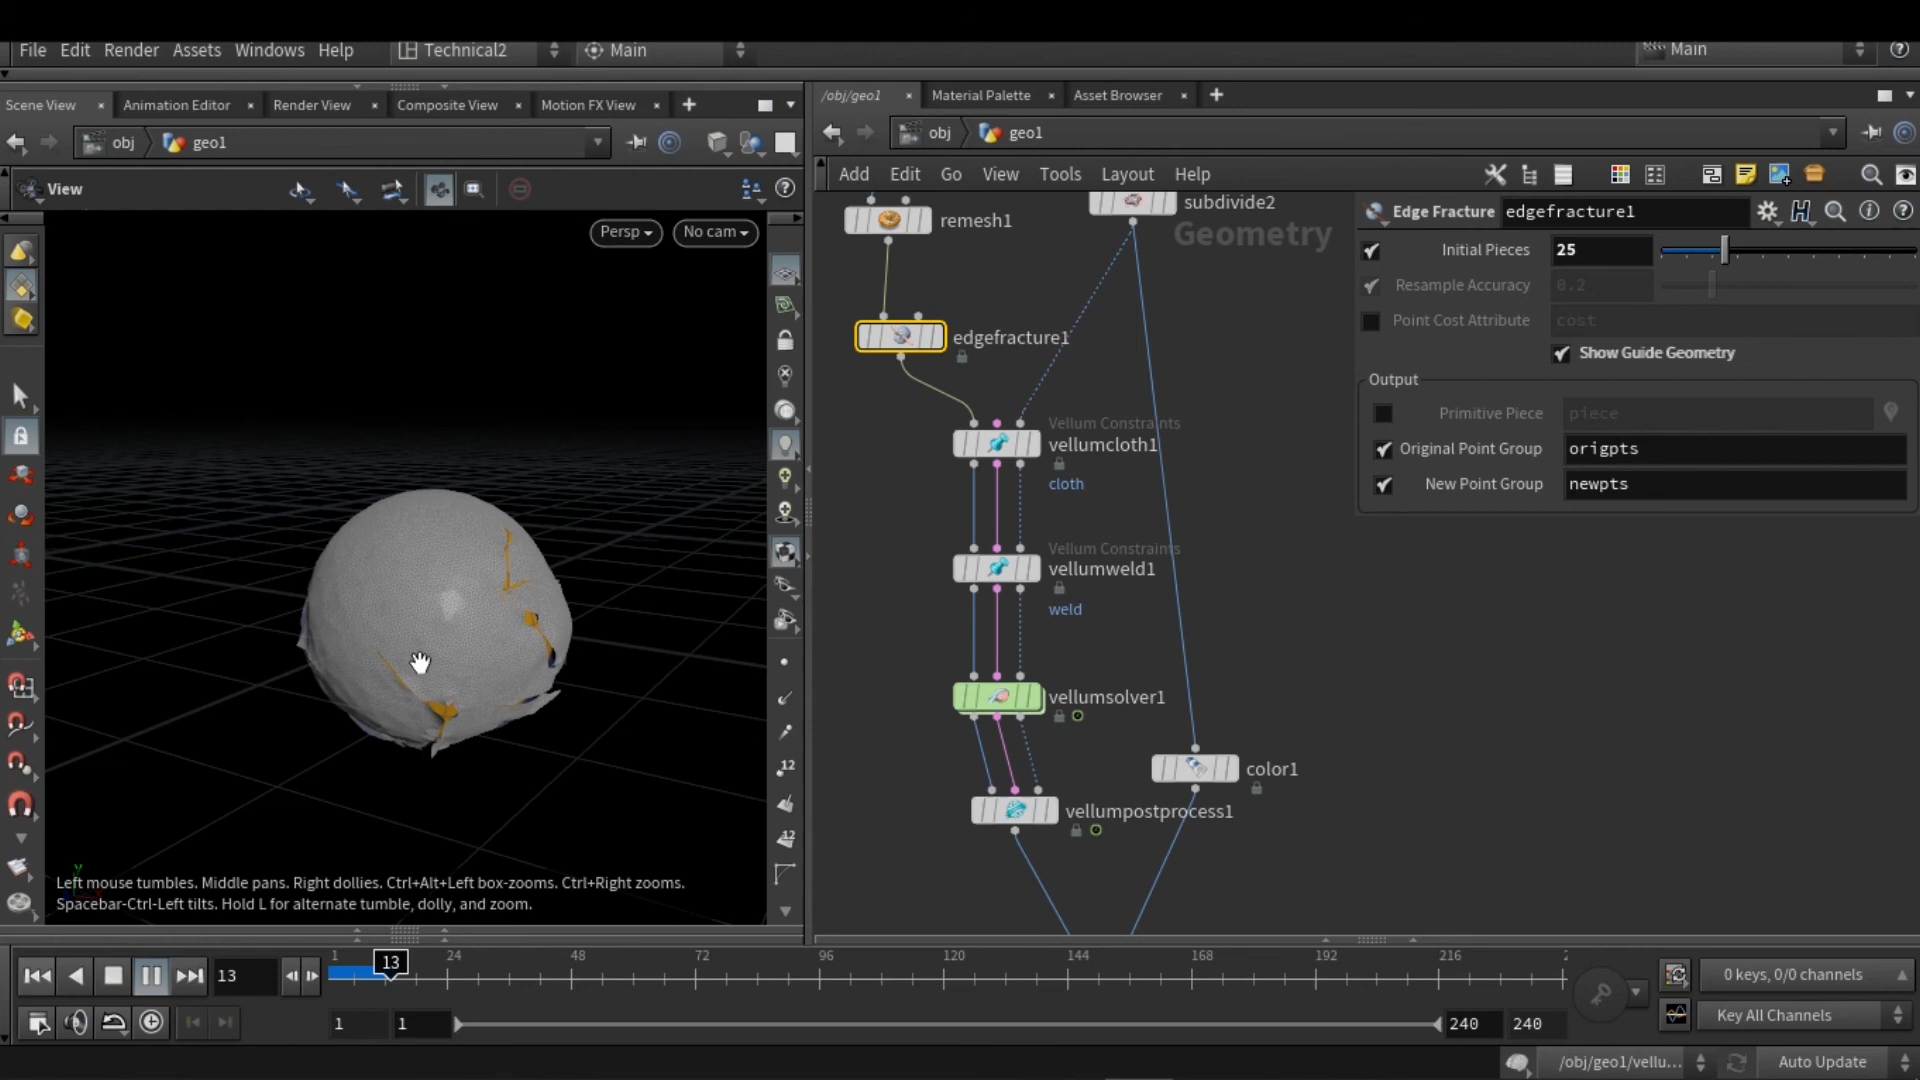 File Edit Render Assets Windows Help Technical2 Main Main
Scene View Animation Editor Render View Composite View Motion FX View
/obj/geo1 Material Palette Asset Browser
obj geo1
obj geo1
View
Add Edit Go View Tools Layout Help
Persp No cam
remesh1
subdivide2
Geometry
edgefracture1
Vellum Constraints
vellumcloth1
cloth
Vellum Constraints
vellumweld1
weld
vellumsolver1
color1
vellumpostprocess1
Edge Fracture edgefracture1
Initial Pieces 25
Resample Accuracy 0.2
Point Cost Attribute cost
Show Guide Geometry
Output
Primitive Piece piece
Original Point Group origpts
New Point Group newpts
12
12
y
Left mouse tumbles. Middle pans. Right dollies. Ctrl+Alt+Left box-zooms. Ctrl+Right zooms.
Spacebar-Ctrl-Left tilts. Hold L for alternate tumble, dolly, and zoom.
1 13 24 48 72 96 120 144 168 192 216 2
13
0 keys, 0/0 channels
1 1 240 240
Key All Channels
/obj/geo1/vellu... Auto Update